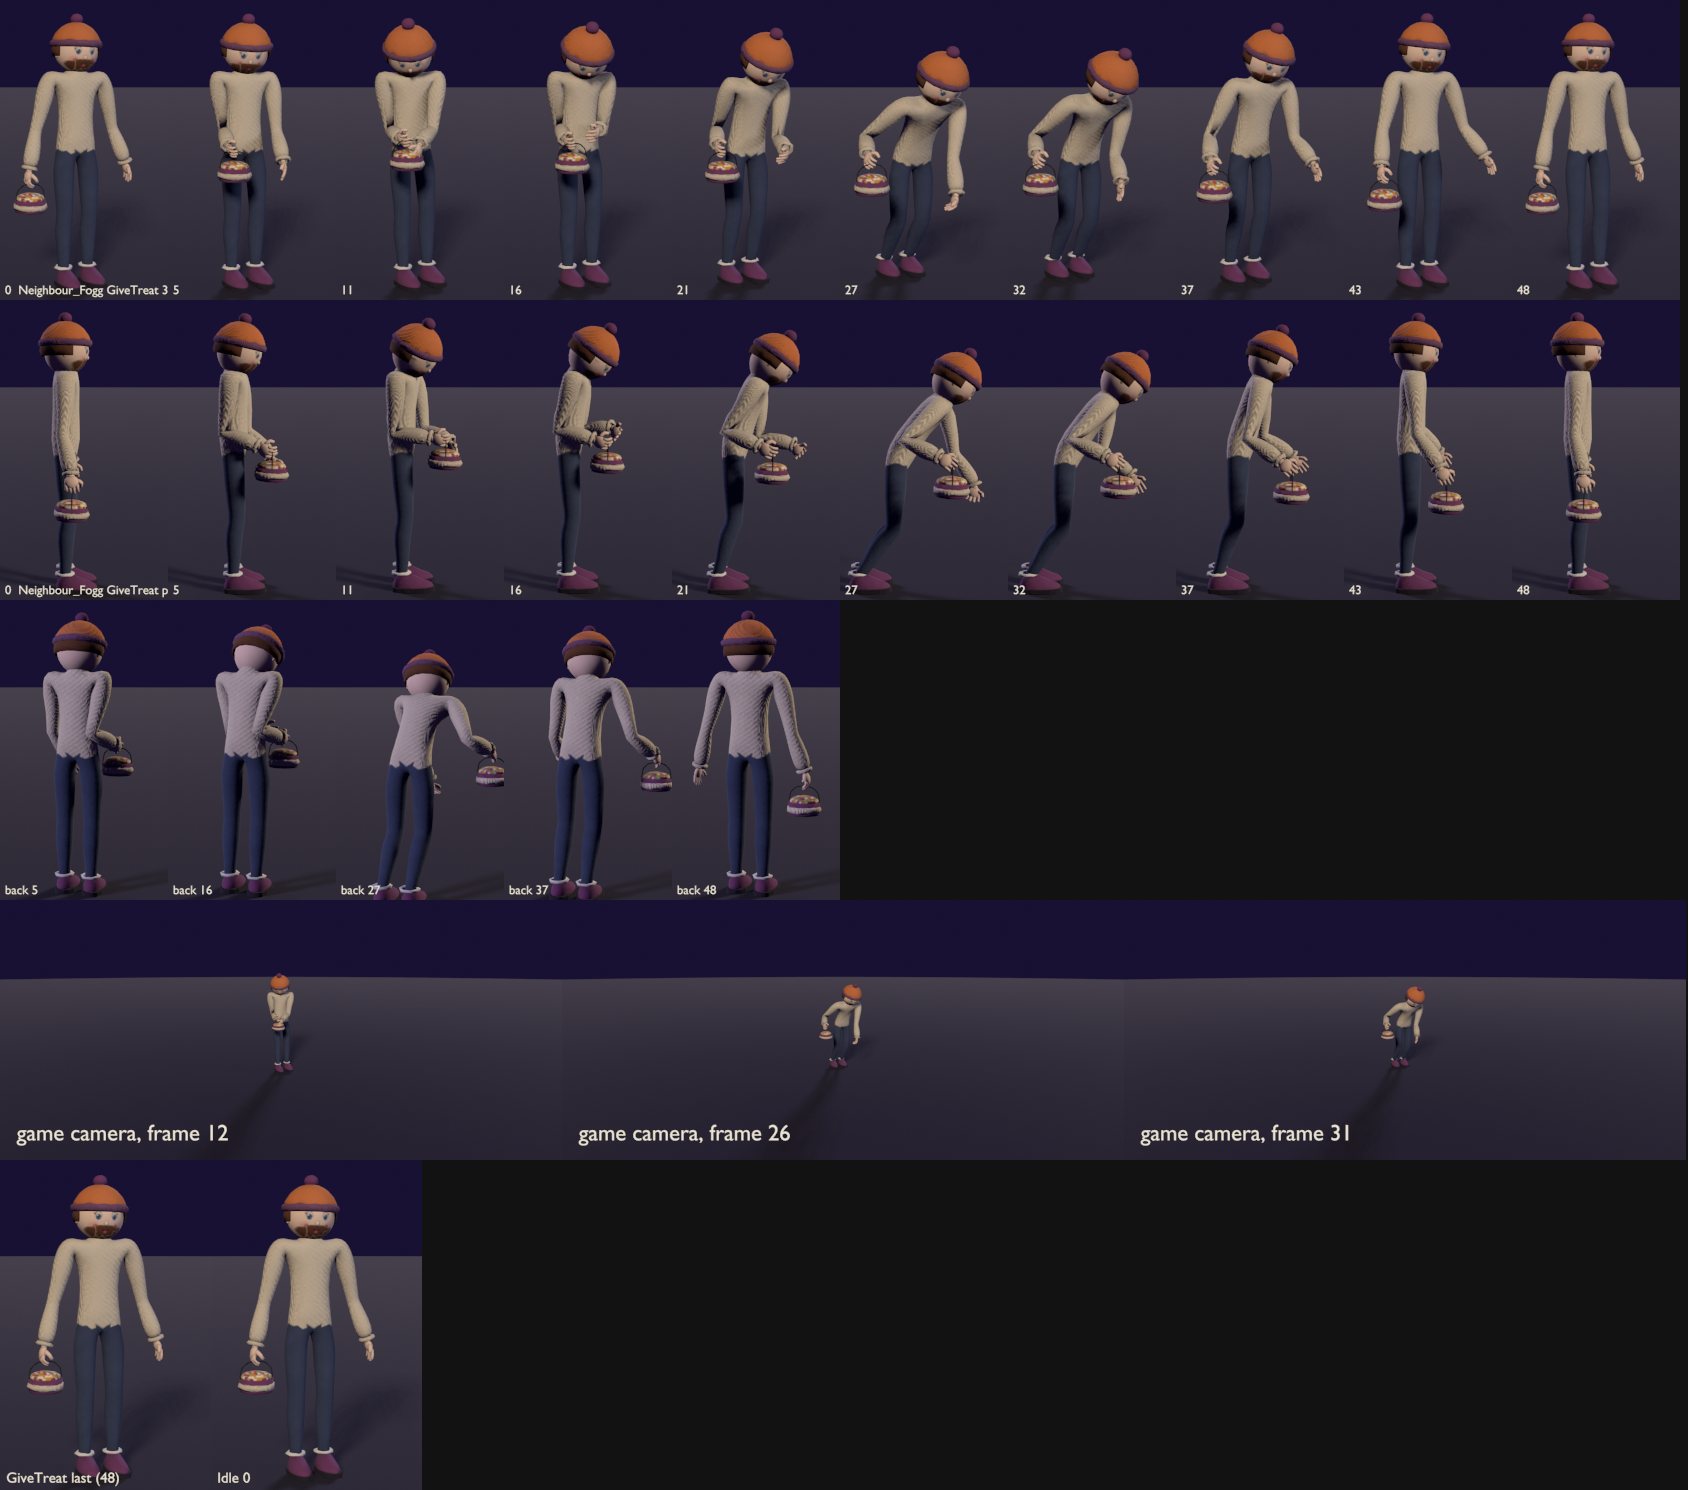 0 Neighbour_Fogg GiveTreat 3 5 11 16 21 27 32 37 43 48
0 Neighbour_Fogg GiveTreat p 5 11 16 21 27 32 37 43 48
back 5 back 16 back 27 back 37 back 48
game camera, frame 12 game camera, frame 26 game camera, frame 31
GiveTreat last (48) Idle 0